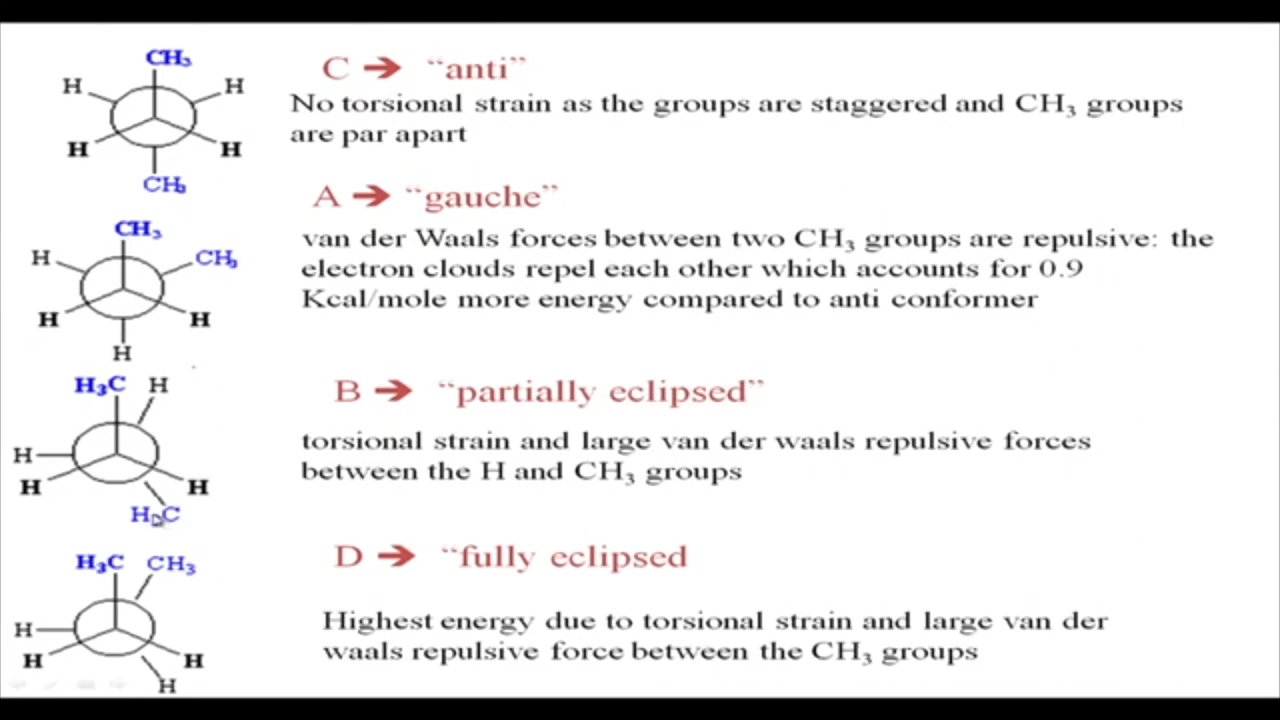 CH₃
H H
H H
CH₃
C ➔ “anti”
No torsional strain as the groups are staggered and CH₃ groups
are par apart
CH₃
H CH₃
H H
H
A ➔ “gauche”
van der Waals forces between two CH₃ groups are repulsive: the
electron clouds repel each other which accounts for 0.9
Kcal/mole more energy compared to anti conformer
H₃C H
H
H H
B ➔ “partially eclipsed”
torsional strain and large van der waals repulsive forces
between the H and CH₃ groups
H₃C CH₃
H
H H
H
D ➔ “fully eclipsed
Highest energy due to torsional strain and large van der
waals repulsive force between the CH₃ groups